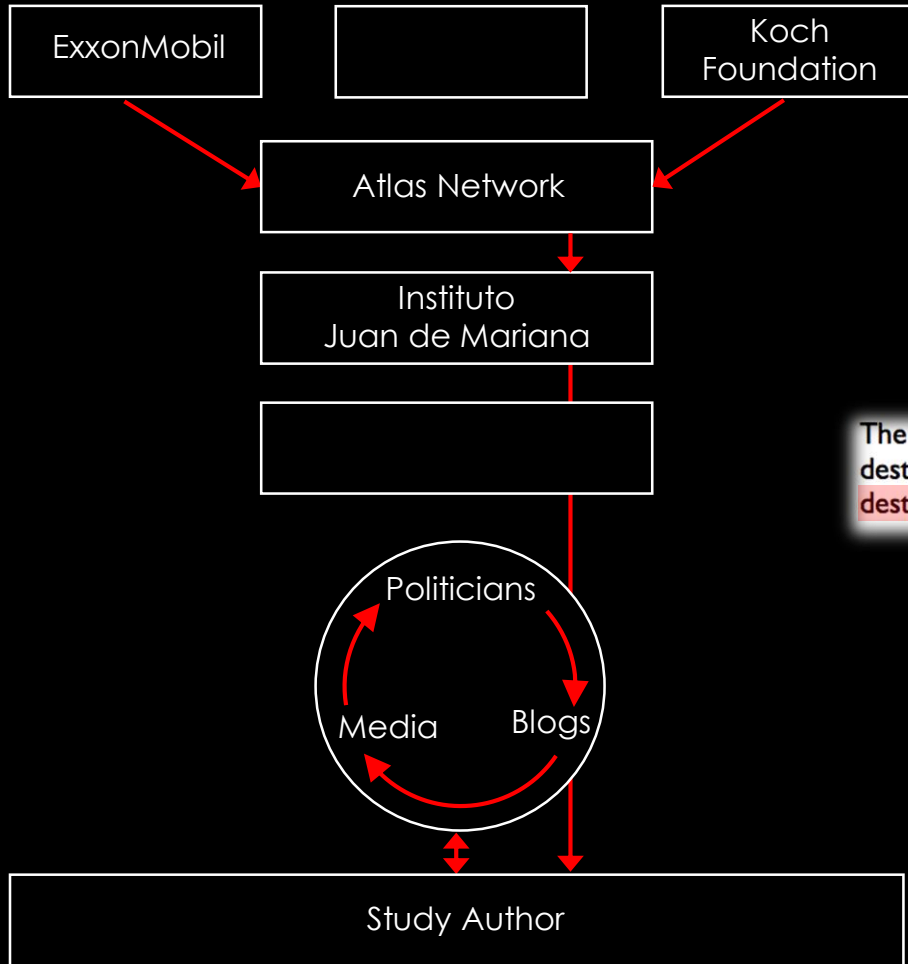 ExxonMobil
Koch
Foundation
Atlas Network
Instituto
Juan de Mariana
The
dest
dest
Politicians
Media
Blogs
Study Author